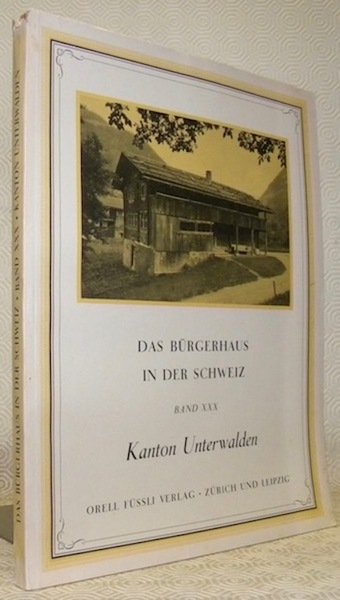 DAS BÜRGERHAUS IN DER SCHWEIZ · BAND XXX · KANTON UNTERWALDEN
DAS BÜRGERHAUS
IN DER SCHWEIZ
BAND XXX
Kanton Unterwalden
ORELL FÜSSLI VERLAG · ZÜRICH UND LEIPZIG